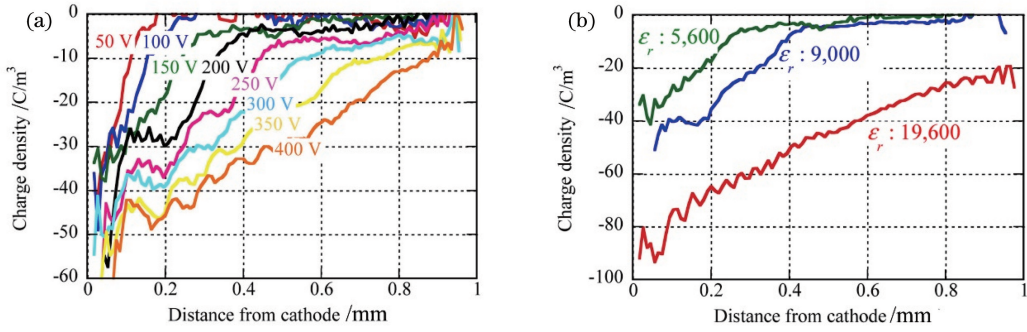 (a)
Charge density /C/m³
0
-10
-20
-30
-40
-50
-60
50 V
100 V
150 V
200 V
250 V
300 V
350 V
400 V
0 0.2 0.4 0.6 0.8 1
Distance from cathode /mm
(b)
Charge density /C/m³
0
-20
-40
-60
-80
-100
εr : 5,600
εr : 9,000
εr : 19,600
0 0.2 0.4 0.6 0.8 1
Distance from cathode /mm